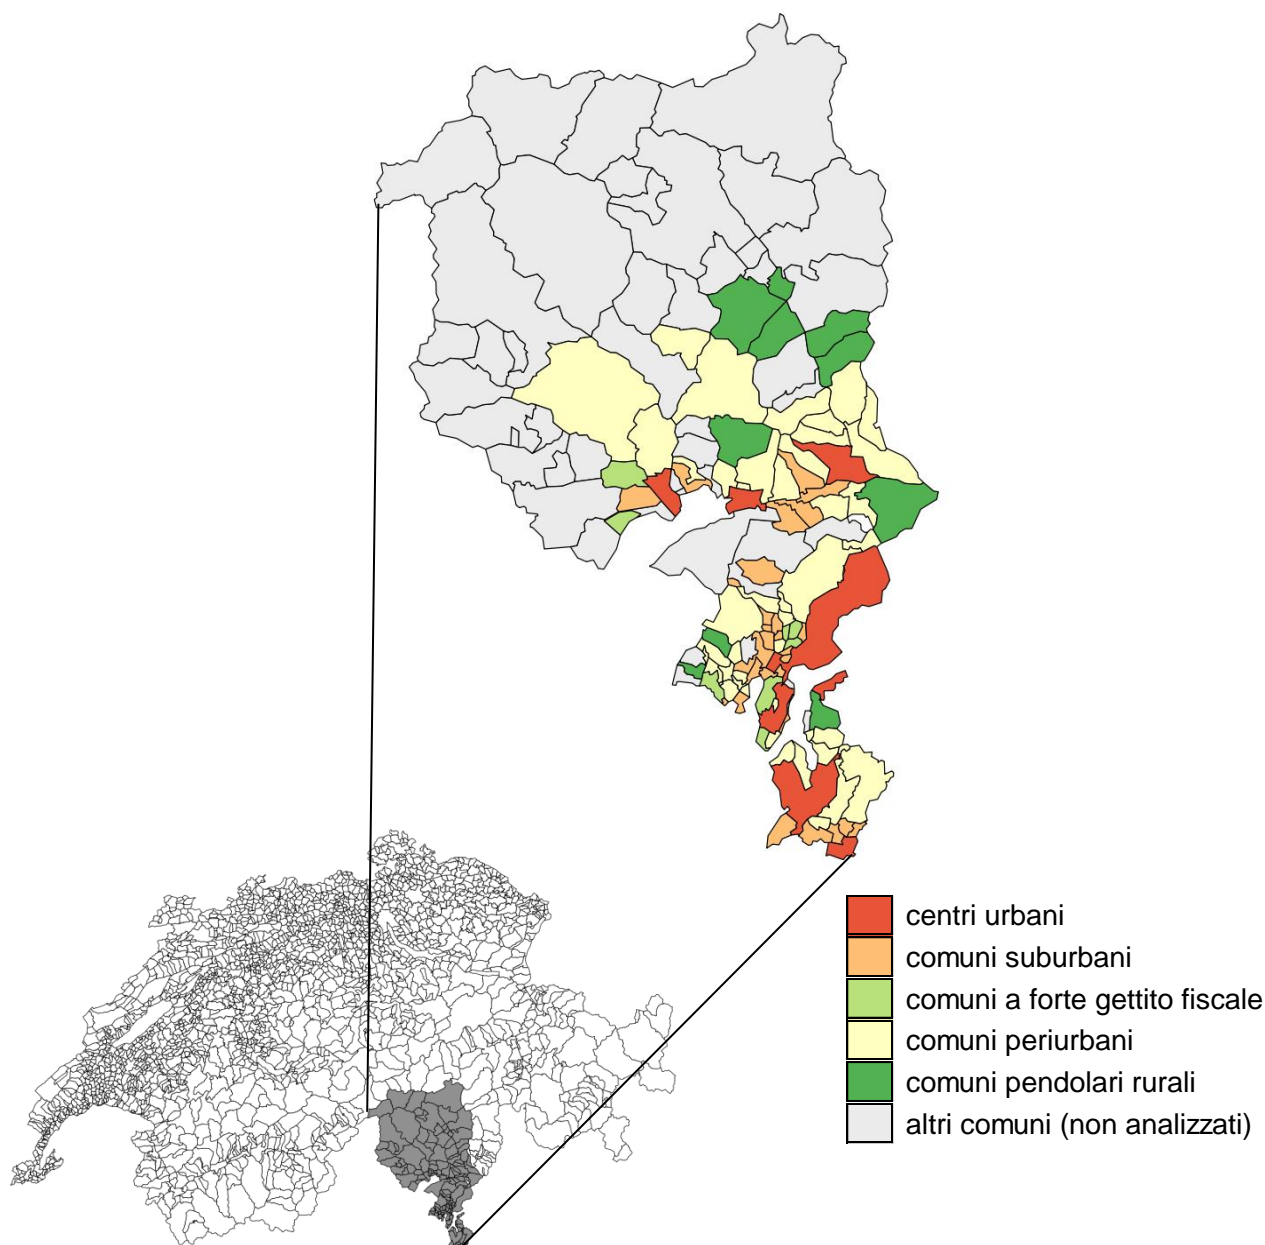 centri urbani
comuni suburbani
comuni a forte gettito fiscale
comuni periurbani
comuni pendolari rurali
altri comuni (non analizzati)